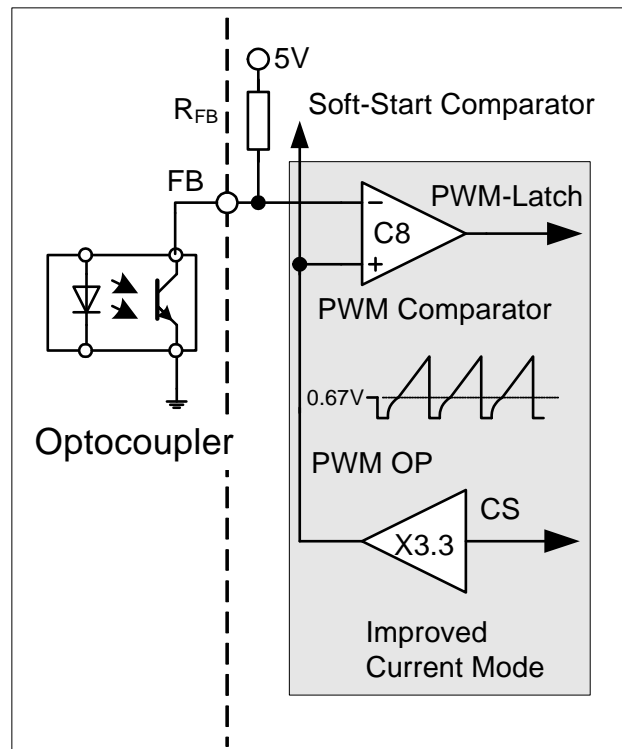 5V
R_FB
Soft-Start Comparator
FB
PWM-Latch
−
C8
+
PWM Comparator
0.67V
Optocoupler
PWM OP
CS
X3.3
Improved
Current Mode